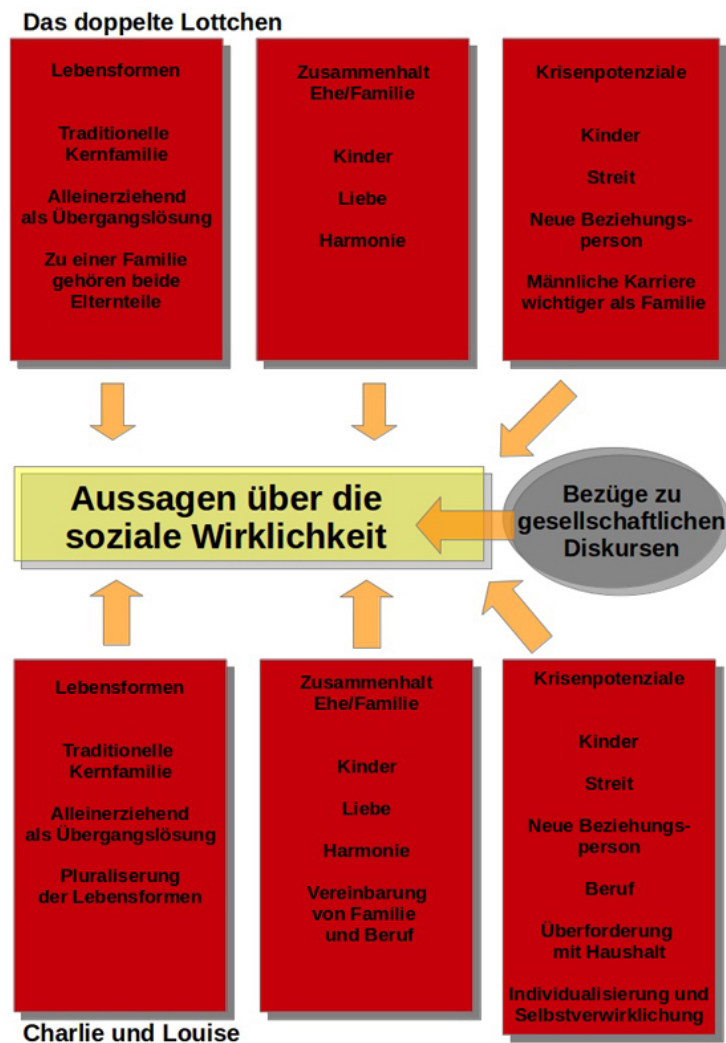 Das doppelte Lottchen
Lebensformen
Traditionelle
Kernfamilie
Alleinerziehend
als Übergangslösung
Zu einer Familie
gehören beide
Elternteile
Zusammenhalt
Ehe/Familie
Kinder
Liebe
Harmonie
Krisenpotenziale
Kinder
Streit
Neue Beziehungs-
person
Männliche Karriere
wichtiger als Familie
Aussagen über die
soziale Wirklichkeit
Bezüge zu
gesellschaftlichen
Diskursen
Lebensformen
Traditionelle
Kernfamilie
Alleinerziehend
als Übergangslösung
Pluraliserung
der Lebensformen
Zusammenhalt
Ehe/Familie
Kinder
Liebe
Harmonie
Vereinbarung
von Familie
und Beruf
Krisenpotenziale
Kinder
Streit
Neue Beziehungs-
person
Beruf
Überforderung
mit Haushalt
Individualisierung und
Selbstverwirklichung
Charlie und Louise